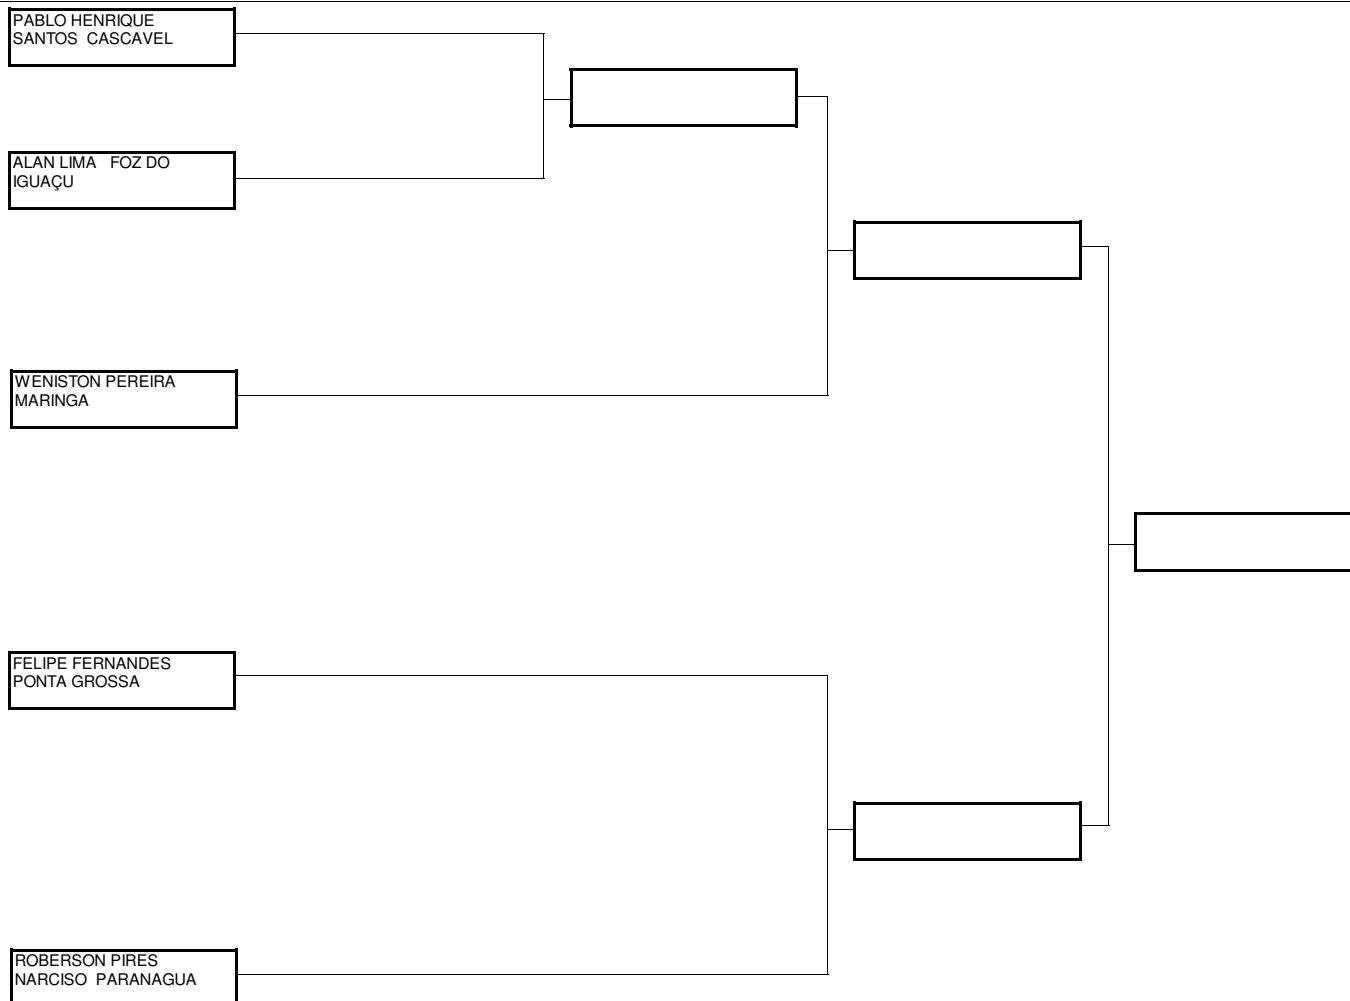 PABLO HENRIQUE
SANTOS CASCAVEL
ALAN LIMA FOZ DO
IGUAÇU
WENISTON PEREIRA
MARINGA
FELIPE FERNANDES
PONTA GROSSA
ROBERSON PIRES
NARCISO PARANAGUA